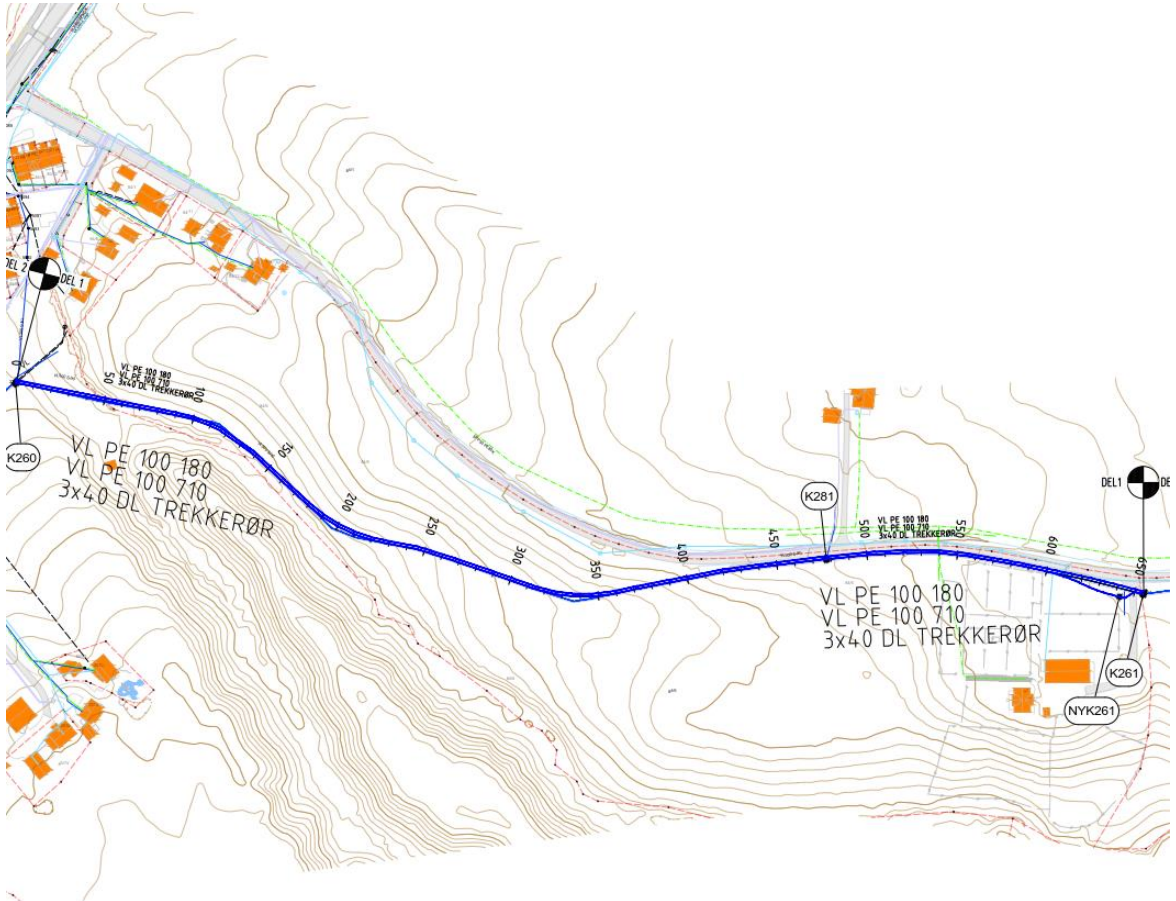 DEL 2
DEL 1
0
50
VL PE 100 180
VL PE 100 710
3x40 DL TREKKERØR
100
150
K260
VL PE 100 180
VL PE 100 710
3x40 DL TREKKERØR
200
250
300
350
400
450
K281
500
VL PE 100 180
VL PE 100 710
3x40 DL TREKKERØR
550
600
650
DEL1
DE
VL PE 100 180
VL PE 100 710
3x40 DL TREKKERØR
K261
NYK261